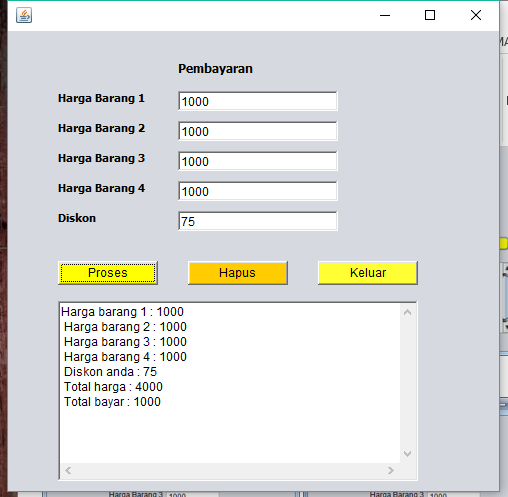 Pembayaran
Harga Barang 1 1000
Harga Barang 2 1000
Harga Barang 3 1000
Harga Barang 4 1000
Diskon 75
Proses Hapus Keluar
Harga barang 1 : 1000
Harga barang 2 : 1000
Harga barang 3 : 1000
Harga barang 4 : 1000
Diskon anda : 75
Total harga : 4000
Total bayar : 1000
Harga Barang 3 1000 Harga Barang 3 1000